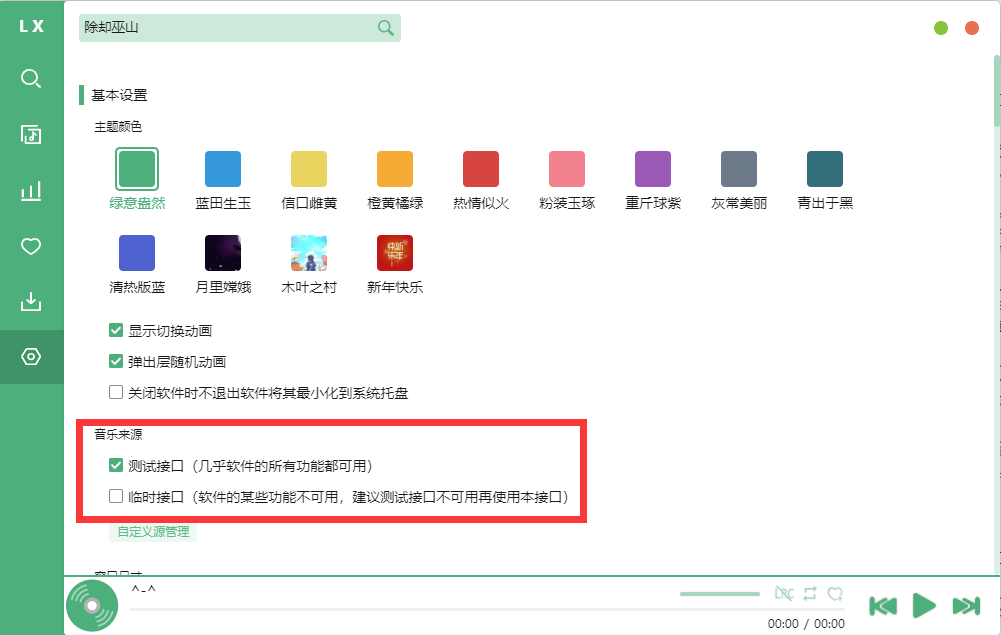 LX
除却巫山
基本设置
主题颜色
绿意盎然 蓝田生玉 信口雌黄 橙黄橘绿 热情似火 粉装玉琢 重斤球紫 灰常美丽 青出于黑
清热版蓝 月里嫦娥 木叶之村 新年快乐
显示切换动画
弹出层随机动画
关闭软件时不退出软件将其最小化到系统托盘
音乐来源
测试接口（几乎软件的所有功能都可用）
临时接口（软件的某些功能不可用，建议测试接口不可用再使用本接口）
自定义源管理
^-^
LRC
00:00 / 00:00